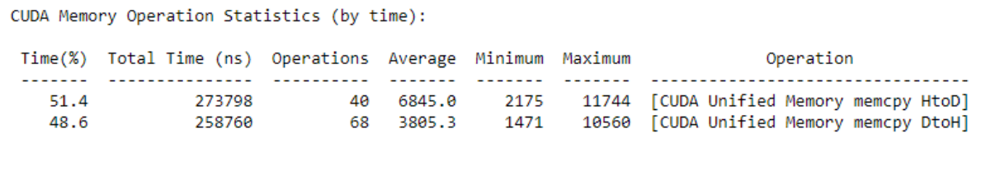 CUDA Memory Operation Statistics (by time):
Time(%)  Total Time (ns)  Operations  Average  Minimum  Maximum              Operation
-------  ---------------  ----------  -------  -------  -------  ---------------------------------
   51.4           273798          40   6845.0     2175    11744  [CUDA Unified Memory memcpy HtoD]
   48.6           258760          68   3805.3     1471    10560  [CUDA Unified Memory memcpy DtoH]